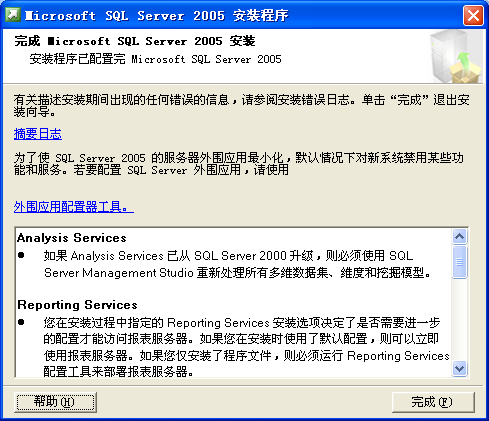 Microsoft SQL Server 2005 安装程序
完成 Microsoft SQL Server 2005 安装
安装程序已配置完 Microsoft SQL Server 2005
有关描述安装期间出现的任何错误的信息，请参阅安装错误日志。单击“完成”退出安
装向导。
摘要日志
为了使 SQL Server 2005 的服务器外围应用最小化，默认情况下对新系统禁用某些功
能和服务。若要配置 SQL Server 外围应用，请使用
外围应用配置器工具。
Analysis Services
● 如果 Analysis Services 已从 SQL Server 2000 升级，则必须使用 SQL
Server Management Studio 重新处理所有多维数据集、维度和挖掘模型。
Reporting Services
● 您在安装过程中指定的 Reporting Services 安装选项决定了是否需要进一步
的配置才能访问报表服务器。如果在安装时使用了默认配置，则可以立即
使用报表服务器。如果您仅安装了程序文件，则必须运行 Reporting Services
配置工具来部署报表服务器。
帮助(H)
完成(F)